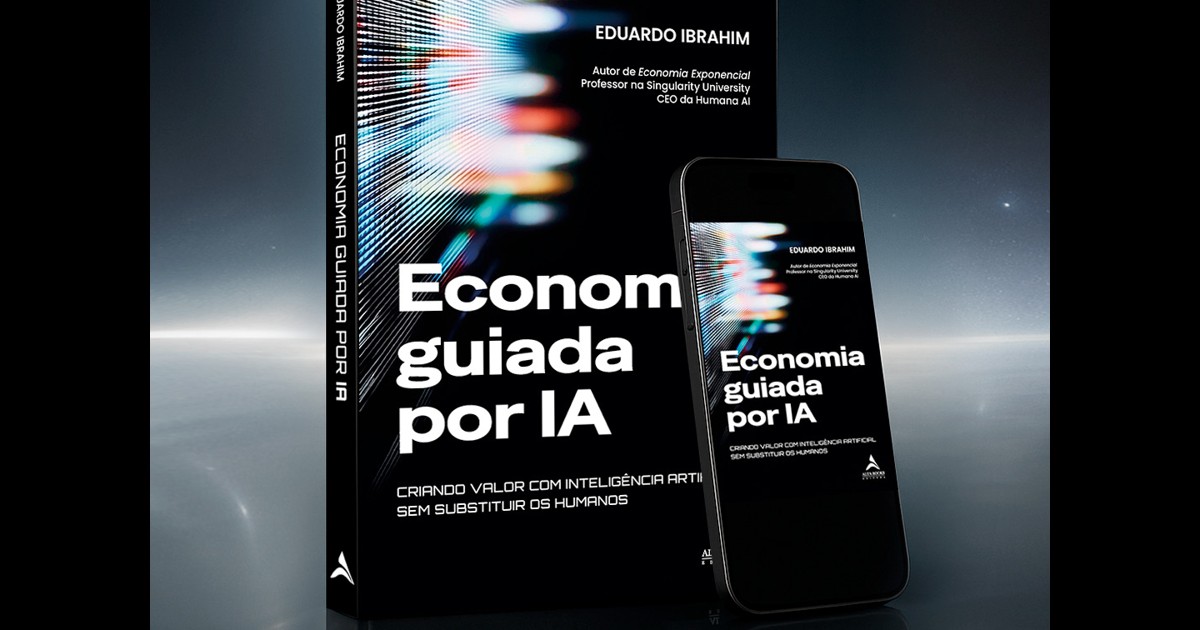 EDUARDO IBRAHIM
ECONOMIA GUIADA POR IA
EDUARDO IBRAHIM
Autor de Economia Exponencial
Professor na Singularity University
CEO da Humana AI
Econom
guiada
por IA
CRIANDO VALOR COM INTELIGÊNCIA ARTIF
SEM SUBSTITUIR OS HUMANOS
EDUARDO IBRAHIM
Autor de Economia Exponencial
Professor na Singularity University
CEO da Humana AI
Economia
guiada
por IA
CRIANDO VALOR COM INTELIGÊNCIA ARTIFICIAL
SEM SUBSTITUIR OS HUMANOS
ALTA BOOKS
EDITORA